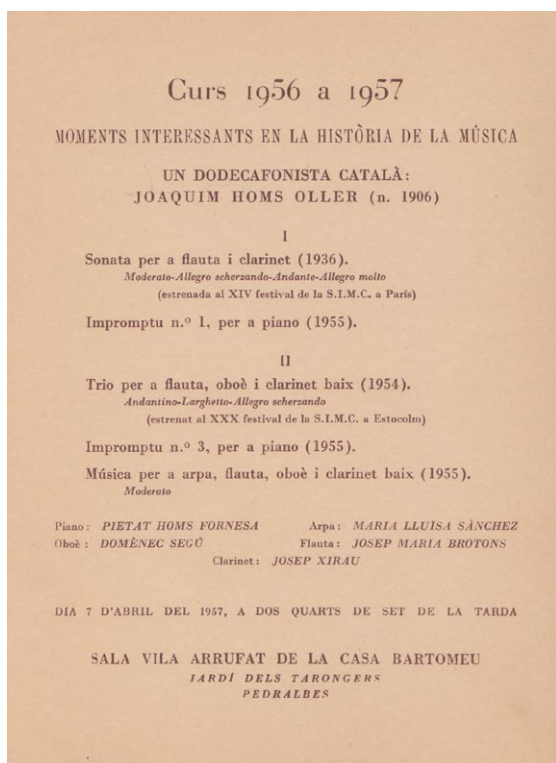 Curs 1956 a 1957
MOMENTS INTERESSANTS EN LA HISTÒRIA DE LA MÚSICA
UN DODECAFONISTA CATALÀ:
JOAQUIM HOMS OLLER (n. 1906)
I
Sonata per a flauta i clarinet (1936).
Moderato-Allegro scherzando-Andante-Allegro molto
(estrenada al XIV festival de la S.I.M.C. a París)
Impromptu n.º 1, per a piano (1955).
II
Trio per a flauta, oboè i clarinet baix (1954).
Andantino-Larghetto-Allegro scherzando
(estrenat al XXX festival de la S.I.M.C. a Estocolm)
Impromptu n.º 3, per a piano (1955).
Música per a arpa, flauta, oboè i clarinet baix (1955).
Moderato
Piano: PIETAT HOMS FORNESA Arpa: MARIA LLUÏSA SÀNCHEZ
Oboè: DOMÈNEC SEGÚ Flauta: JOSEP MARIA BROTONS
Clarinet: JOSEP XIRAU
DIA 7 D'ABRIL DEL 1957, A DOS QUARTS DE SET DE LA TARDA
SALA VILA ARRUFAT DE LA CASA BARTOMEU
JARDÍ DELS TARONGERS
PEDRALBES